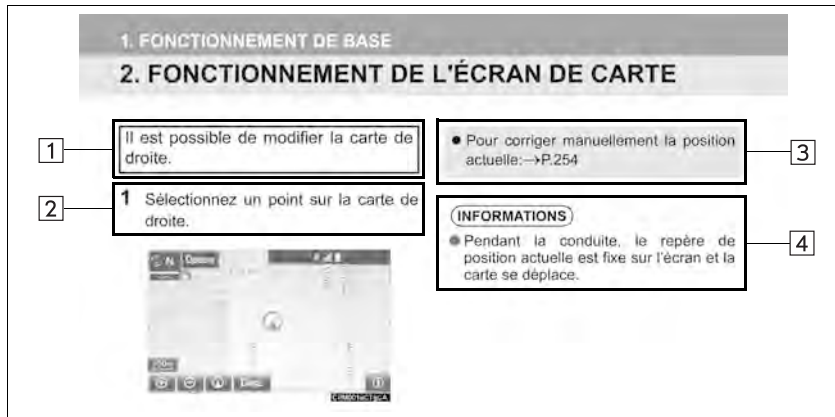 1. FONCTIONNEMENT DE BASE
2. FONCTIONNEMENT DE L'ÉCRAN DE CARTE
1
Il est possible de modifier la carte de
droite.
2
1 Sélectionnez un point sur la carte de
droite.
N Options
Dest.
● Pour corriger manuellement la position
actuelle:→P.254
3
INFORMATIONS
● Pendant la conduite, le repère de
position actuelle est fixe sur l'écran et la
carte se déplace.
4